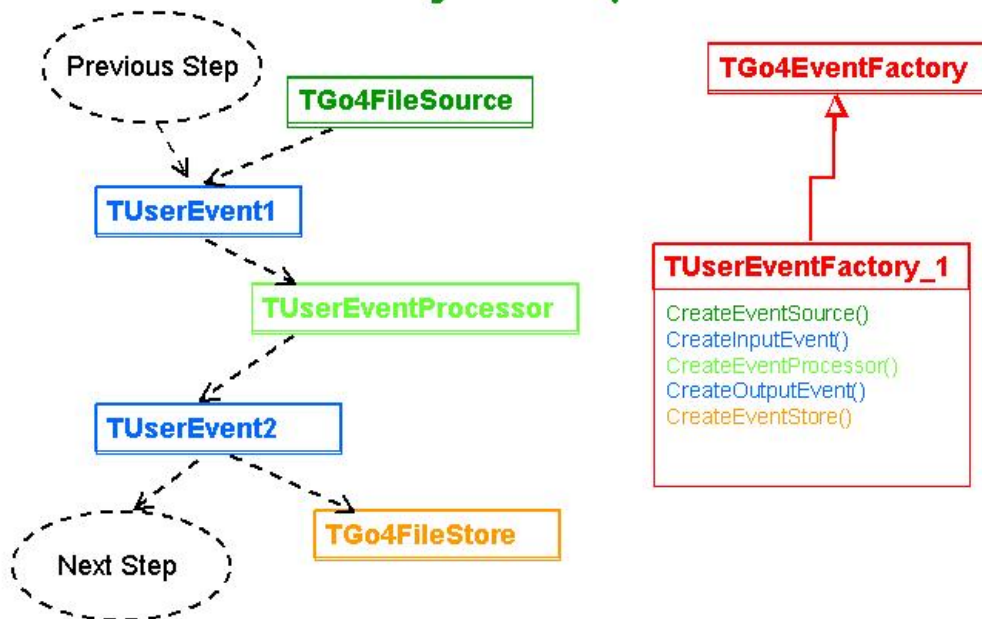 Previous Step
TGo4FileSource
TUserEvent1
TUserEventProcessor
TUserEvent2
TGo4FileStore
Next Step
TGo4EventFactory
TUserEventFactory_1
CreateEventSource()
CreateInputEvent()
CreateEventProcessor()
CreateOutputEvent()
CreateEventStore()